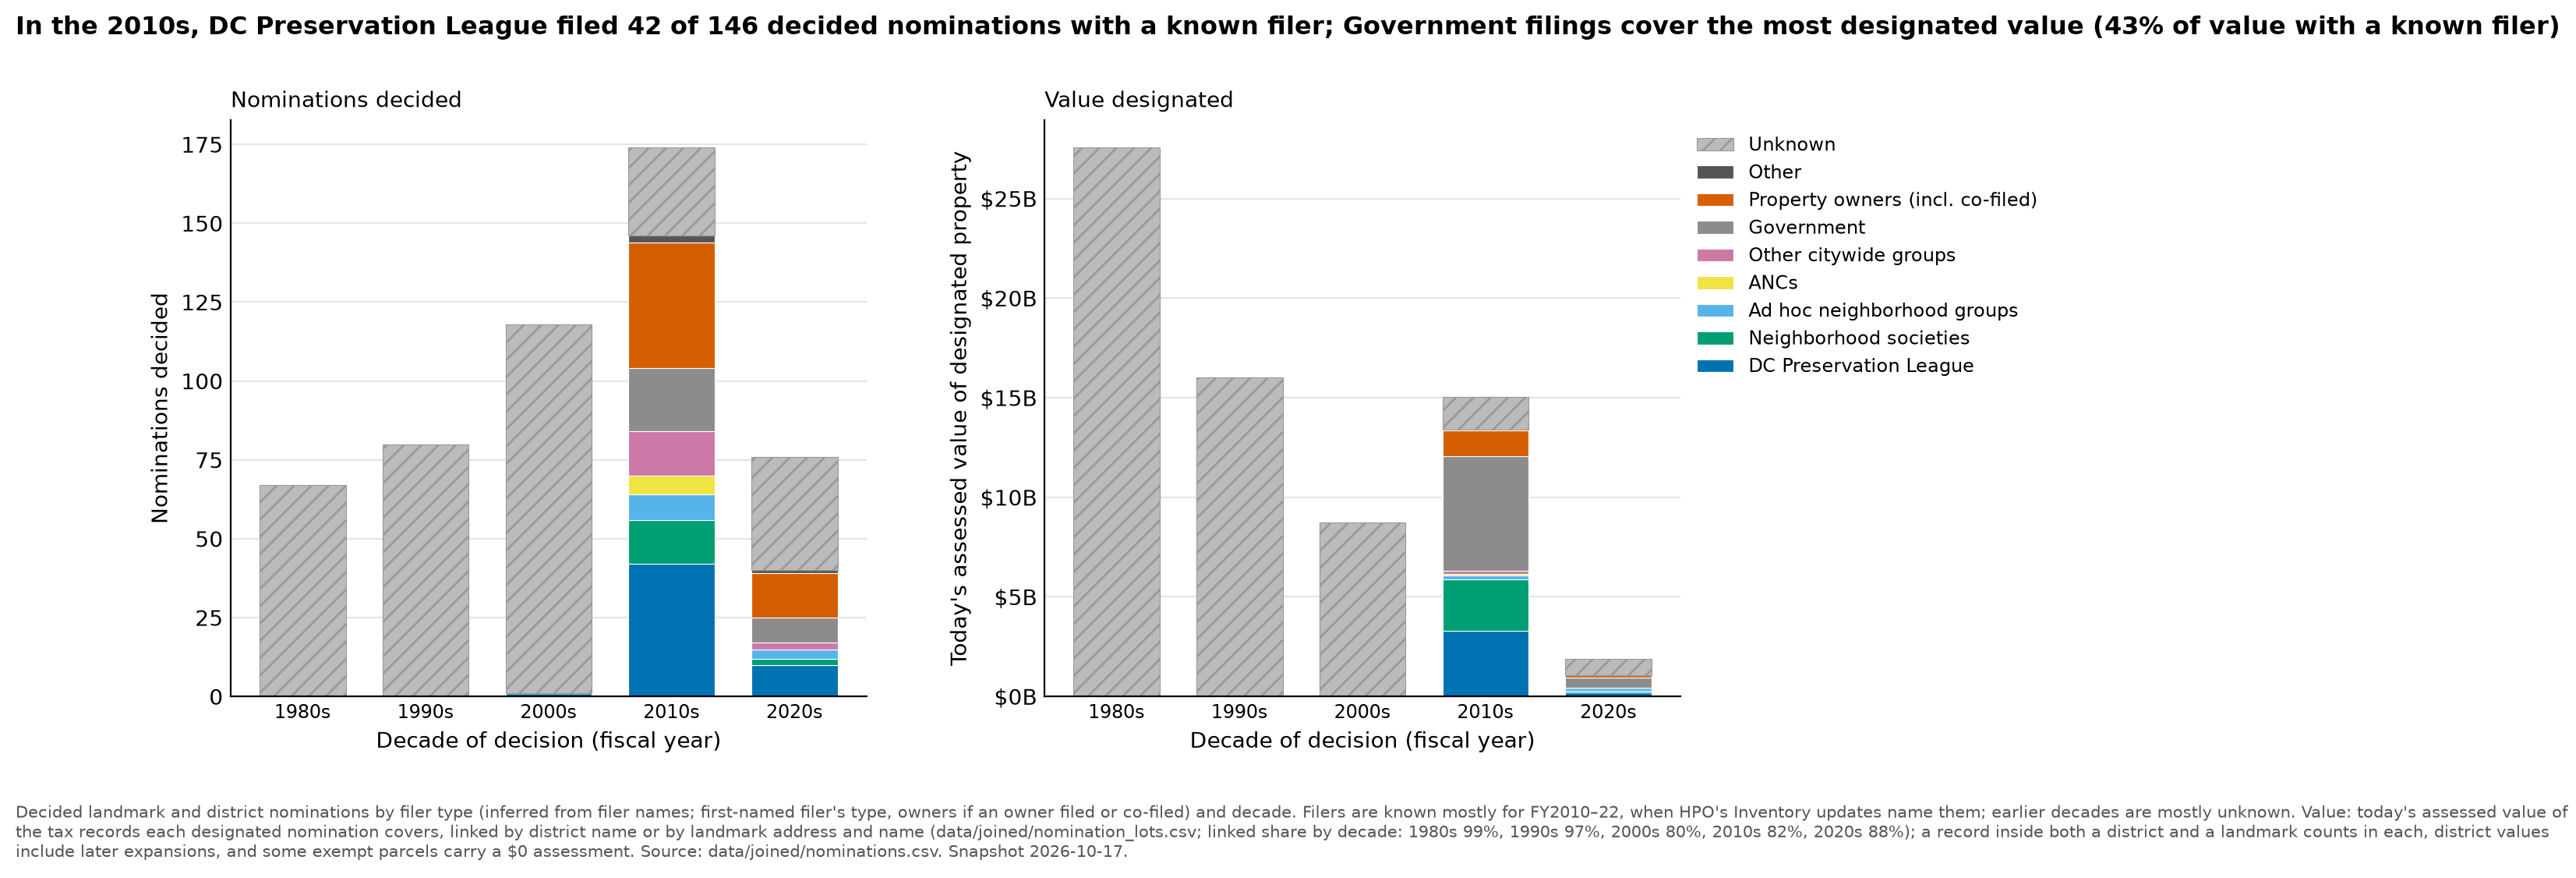 In the 2010s, DC Preservation League filed 42 of 146 decided nominations with a known filer; Government filings cover the most designated value (43% of value with a known filer)
Nominations decided
Nominations decided
175
150
125
100
75
50
25
0
1980s
1990s
2000s
2010s
2020s
Decade of decision (fiscal year)
Value designated
Today's assessed value of designated property
$25B
$20B
$15B
$10B
$5B
$0B
1980s
1990s
2000s
2010s
2020s
Decade of decision (fiscal year)
Unknown
Other
Property owners (incl. co-filed)
Government
Other citywide groups
ANCs
Ad hoc neighborhood groups
Neighborhood societies
DC Preservation League
Decided landmark and district nominations by filer type (inferred from filer names; first-named filer's type, owners if an owner filed or co-filed) and decade. Filers are known mostly for FY2010–22, when HPO's Inventory updates name them; earlier decades are mostly unknown. Value: today's assessed value of
the tax records each designated nomination covers, linked by district name or by landmark address and name (data/joined/nomination_lots.csv; linked share by decade: 1980s 99%, 1990s 97%, 2000s 80%, 2010s 82%, 2020s 88%); a record inside both a district and a landmark counts in each, district values
include later expansions, and some exempt parcels carry a $0 assessment. Source: data/joined/nominations.csv. Snapshot 2026-10-17.